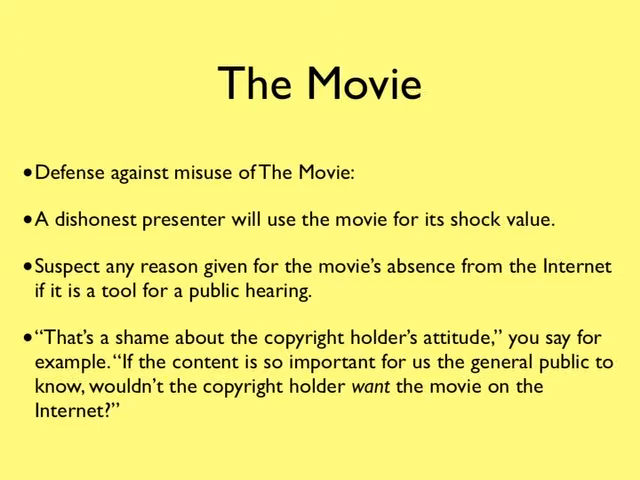 The Movie
•Defense against misuse of The Movie:
•A dishonest presenter will use the movie for its shock value.
•Suspect any reason given for the movie’s absence from the Internet
if it is a tool for a public hearing.
•“That’s a shame about the copyright holder’s attitude,” you say for
example. “If the content is so important for us the general public to
know, wouldn’t the copyright holder want the movie on the
Internet?”